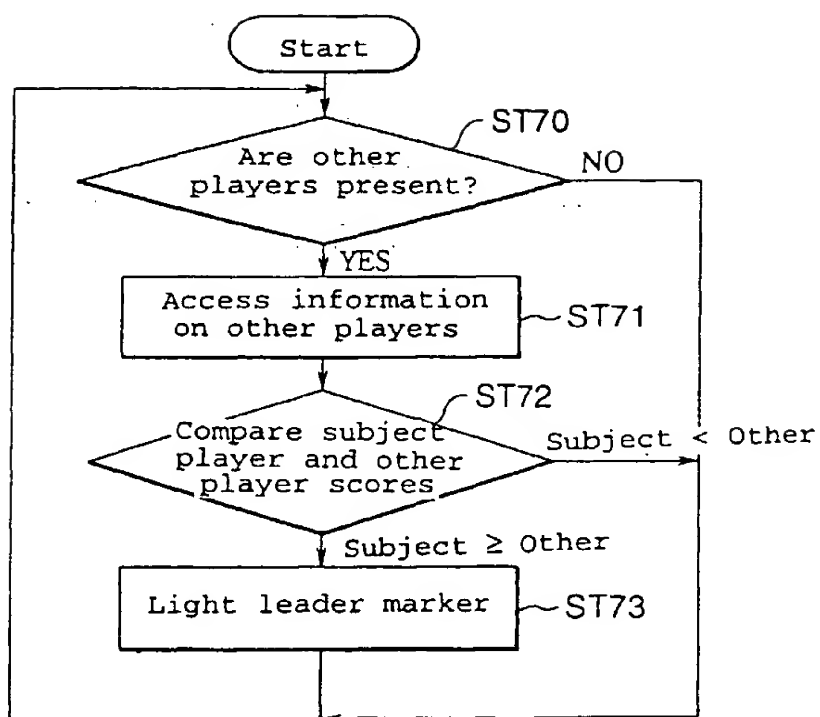 Start
ST70
Are other
players present?
NO
YES
Access information
on other players
ST71
ST72
Compare subject
player and other
player scores
Subject < Other
Subject ≥ Other
Light leader marker
ST73